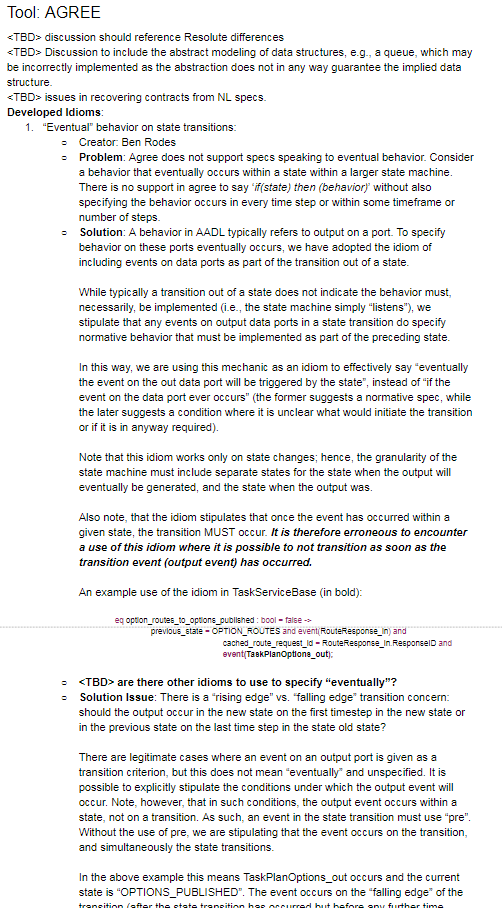 Tool: AGREE
<TBD> discussion should reference Resolute differences
<TBD> Discussion to include the abstract modeling of data structures, e.g., a queue, which may
be incorrectly implemented as the abstraction does not in any way guarantee the implied data
structure.
<TBD> issues in recovering contracts from NL specs.
Developed Idioms:
1. "Eventual" behavior on state transitions:
○ Creator: Ben Rodes
○ Problem: Agree does not support specs speaking to eventual behavior. Consider
a behavior that eventually occurs within a state within a larger state machine.
There is no support in agree to say 'if(state) then (behavior)' without also
specifying the behavior occurs in every time step or within some timeframe or
number of steps.
○ Solution: A behavior in AADL typically refers to output on a port. To specify
behavior on these ports eventually occurs, we have adopted the idiom of
including events on data ports as part of the transition out of a state.
While typically a transition out of a state does not indicate the behavior must,
necessarily, be implemented (i.e., the state machine simply "listens"), we
stipulate that any events on output data ports in a state transition do specify
normative behavior that must be implemented as part of the preceding state.
In this way, we are using this mechanic as an idiom to effectively say "eventually
the event on the out data port will be triggered by the state", instead of "if the
event on the data port ever occurs" (the former suggests a normative spec, while
the later suggests a condition where it is unclear what would initiate the transition
or if it is in anyway required).
Note that this idiom works only on state changes; hence, the granularity of the
state machine must include separate states for the state when the output will
eventually be generated, and the state when the output was.
Also note, that the idiom stipulates that once the event has occurred within a
given state, the transition MUST occur. It is therefore erroneous to encounter
a use of this idiom where it is possible to not transition as soon as the
transition event (output event) has occurred.
An example use of the idiom in TaskServiceBase (in bold):
eq option_routes_to_options_published : bool = false ->
previous_state = OPTION_ROUTES and event(RouteResponse_in) and
cached_route_request_id = RouteResponse_in.ResponseID and
event(TaskPlanOptions_out);
○ <TBD> are there other idioms to use to specify "eventually"?
○ Solution Issue: There is a "rising edge" vs. "falling edge" transition concern:
should the output occur in the new state on the first timestep in the new state or
in the previous state on the last time step in the state old state?
There are legitimate cases where an event on an output port is given as a
transition criterion, but this does not mean "eventually" and unspecified. It is
possible to explicitly stipulate the conditions under which the output event will
occur. Note, however, that in such conditions, the output event occurs within a
state, not on a transition. As such, an event in the state transition must use "pre".
Without the use of pre, we are stipulating that the event occurs on the transition,
and simultaneously the state transitions.
In the above example this means TaskPlanOptions_out occurs and the current
state is "OPTIONS_PUBLISHED". The event occurs on the "falling edge" of the
transition (after the state transition has occurred but before any further time